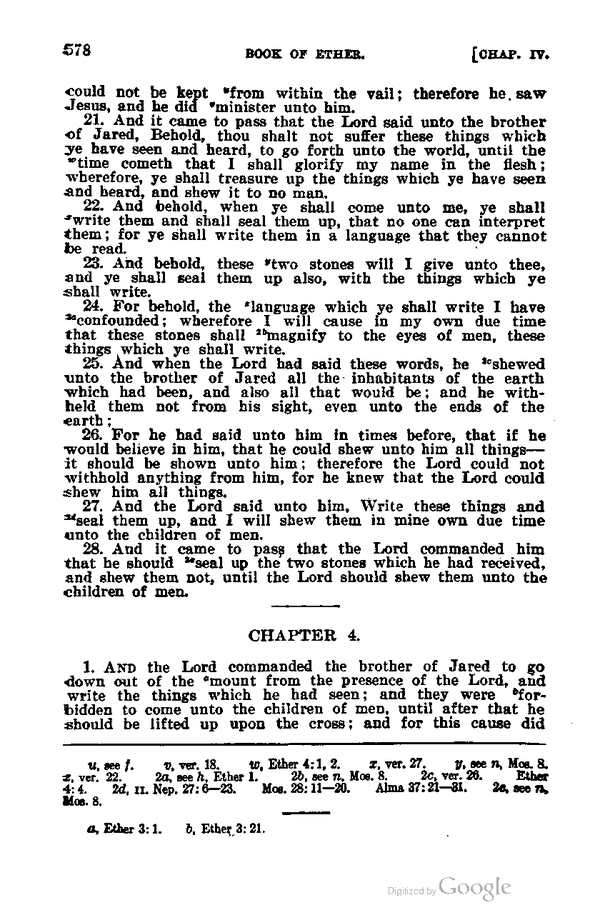 578 BOOK OF ETHER. [CHAP. IV.
could not be kept ᵘfrom within the vail; therefore he saw
Jesus, and he did ᵛminister unto him.
21. And it came to pass that the Lord said unto the brother
of Jared, Behold, thou shalt not suffer these things which
ye have seen and heard, to go forth unto the world, until the
ʷtime cometh that I shall glorify my name in the flesh;
wherefore, ye shall treasure up the things which ye have seen
and heard, and shew it to no man.
22. And behold, when ye shall come unto me, ye shall
ˣwrite them and shall seal them up, that no one can interpret
them; for ye shall write them in a language that they cannot
be read.
23. And behold, these ʸtwo stones will I give unto thee,
and ye shall seal them up also, with the things which ye
shall write.
24. For behold, the ᶻlanguage which ye shall write I have
²ᵃconfounded; wherefore I will cause in my own due time
that these stones shall ²ᵇmagnify to the eyes of men, these
things which ye shall write.
25. And when the Lord had said these words, he ²ᶜshewed
unto the brother of Jared all the inhabitants of the earth
which had been, and also all that would be; and he with-
held them not from his sight, even unto the ends of the
earth;
26. For he had said unto him in times before, that if he
would believe in him, that he could shew unto him all things—
it should be shown unto him; therefore the Lord could not
withhold anything from him, for he knew that the Lord could
shew him all things.
27. And the Lord said unto him, Write these things and
²ᵈseal them up, and I will shew them in mine own due time
unto the children of men.
28. And it came to pass that the Lord commanded him
that he should ²ᵉseal up the two stones which he had received,
and shew them not, until the Lord should shew them unto the
children of men.
CHAPTER 4.
1. AND the Lord commanded the brother of Jared to go
down out of the ᵃmount from the presence of the Lord, and
write the things which he had seen; and they were ᵇfor-
bidden to come unto the children of men, until after that he
should be lifted up upon the cross; and for this cause did
u, see f. v, ver. 18. w, Ether 4:1, 2. x, ver. 27. y, see n, Mos. 8.
z, ver. 22. 2a, see h, Ether 1. 2b, see n, Mos. 8. 2c, ver. 26. Ether
4:4. 2d, II. Nep. 27:6—23. Mos. 28:11—20. Alma 37:21—31. 2e, see n,
Mos. 8.
a, Ether 3:1. b, Ether 3:21.
Digitized by Google